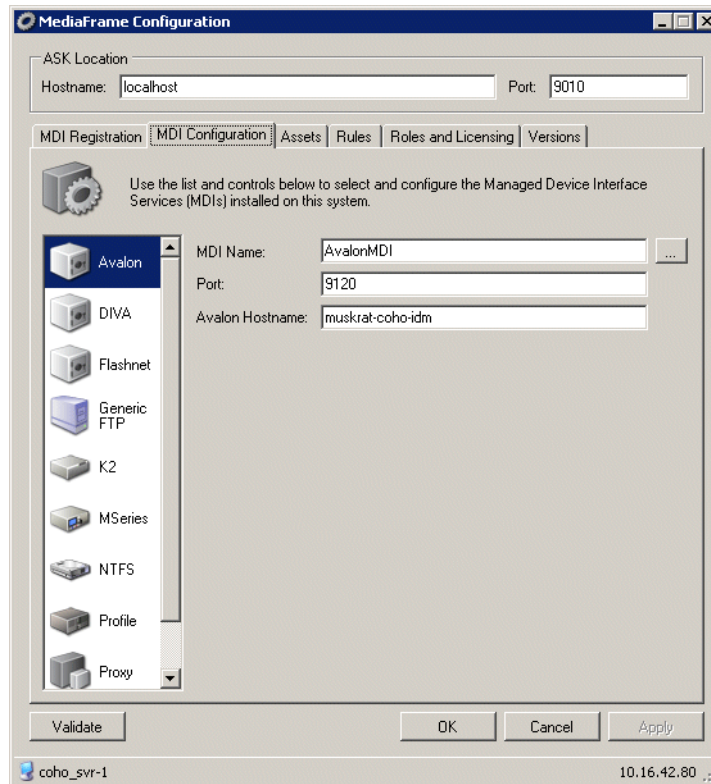 MediaFrame Configuration
ASK Location
Hostname: localhost Port: 9010
MDI Registration MDI Configuration Assets Rules Roles and Licensing Versions
Use the list and controls below to select and configure the Managed Device Interface
Services (MDIs) installed on this system.
Avalon
DIVA
Flashnet
Generic
FTP
K2
MSeries
NTFS
Profile
Proxy
MDI Name: AvalonMDI ...
Port: 9120
Avalon Hostname: muskrat-coho-idm
Validate OK Cancel Apply
coho_svr-1 10.16.42.80